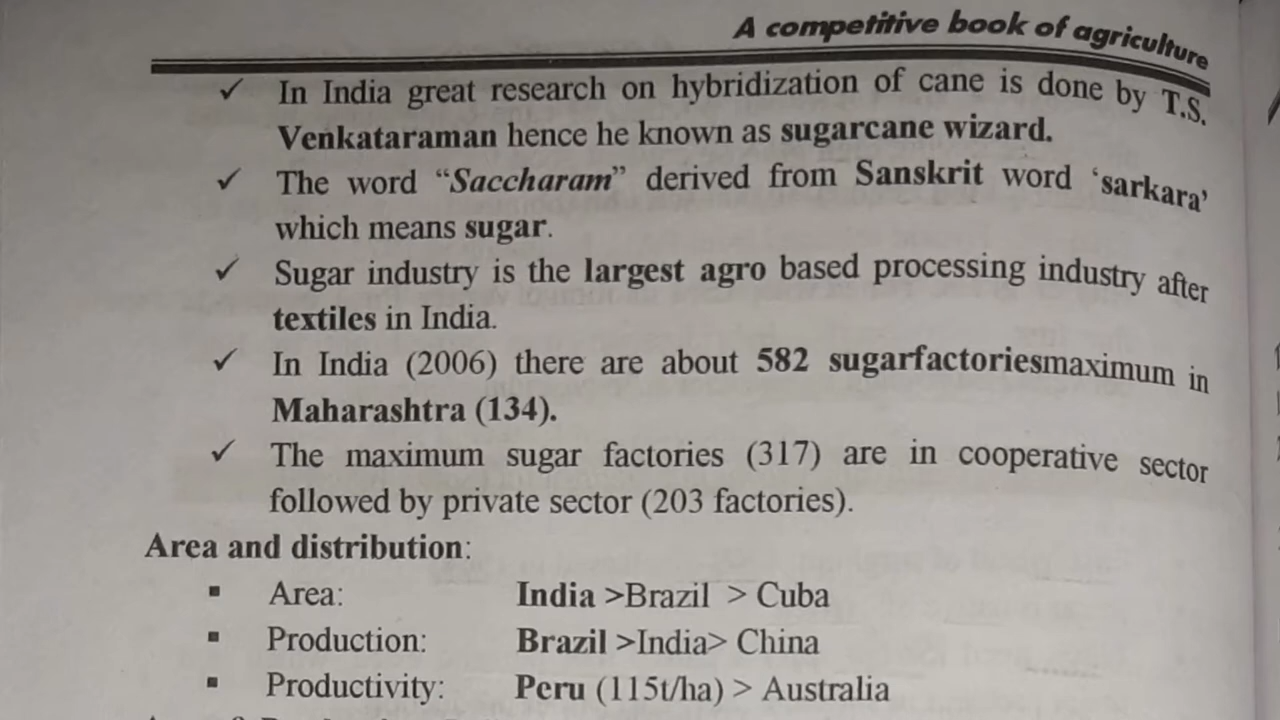 A competitive book of agriculture
✓ In India great research on hybridization of cane is done by T.S.
Venkataraman hence he known as sugarcane wizard.
✓ The word “Saccharam” derived from Sanskrit word ‘sarkara’
which means sugar.
✓ Sugar industry is the largest agro based processing industry after
textiles in India.
✓ In India (2006) there are about 582 sugarfactoriesmaximum in
Maharashtra (134).
✓ The maximum sugar factories (317) are in cooperative sector
followed by private sector (203 factories).
Area and distribution:
▪ Area: India >Brazil > Cuba
▪ Production: Brazil >India> China
▪ Productivity: Peru (115t/ha) > Australia